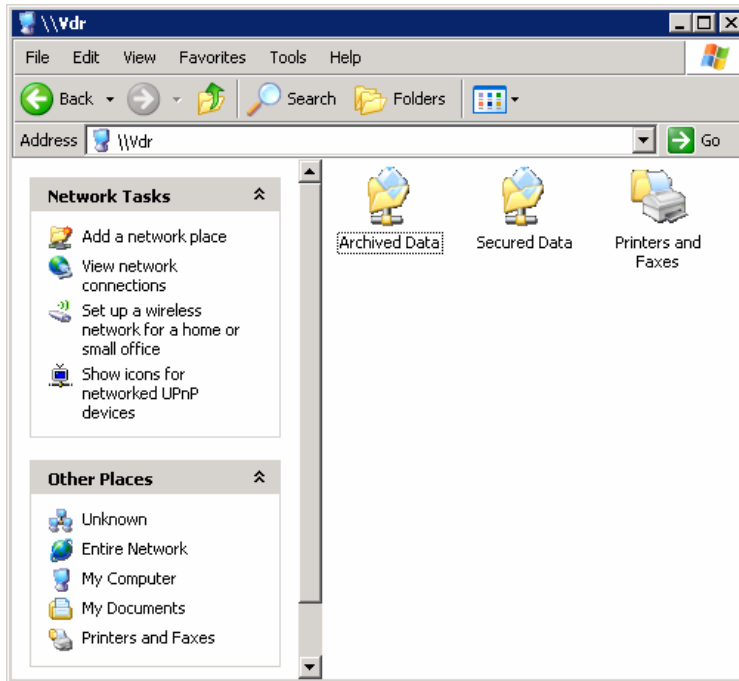 \\Vdr
File Edit View Favorites Tools Help
Back Search Folders
Address \\Vdr Go
Network Tasks
Add a network place
View network
connections
Set up a wireless
network for a home or
small office
Show icons for
networked UPnP
devices
Other Places
Unknown
Entire Network
My Computer
My Documents
Printers and Faxes
Archived Data
Secured Data
Printers and
Faxes